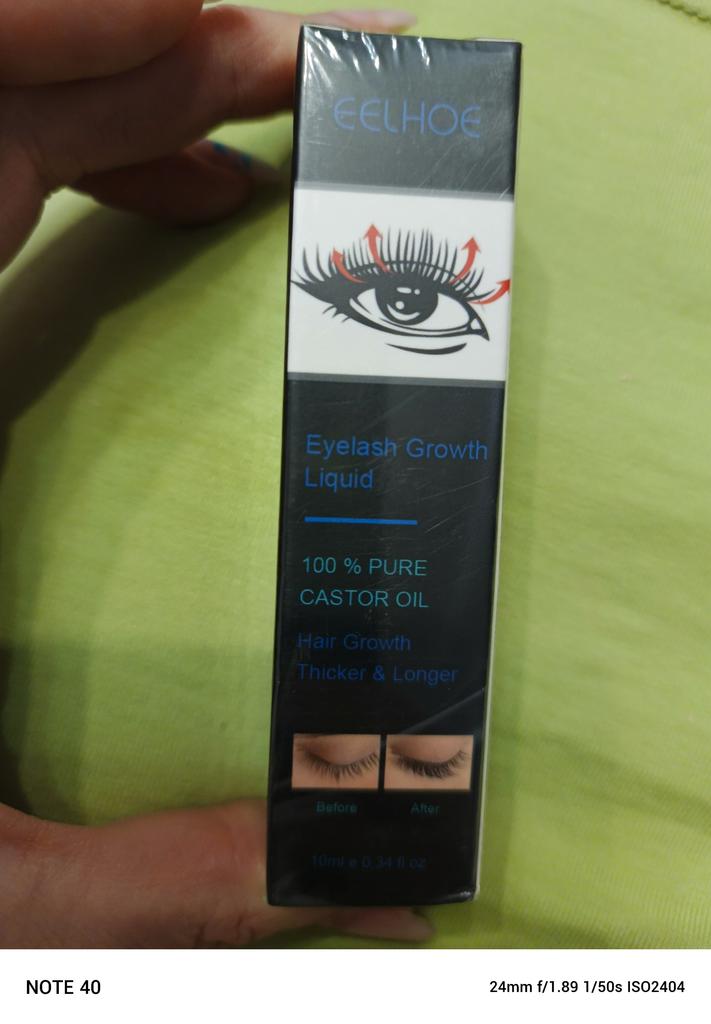 EELHOE
Eyelash Growth
Liquid
100 % PURE
CASTOR OIL
Hair Growth
Thicker & Longer
Before After
10ml e 0.34 fl oz
NOTE 40
24mm f/1.89 1/50s ISO2404